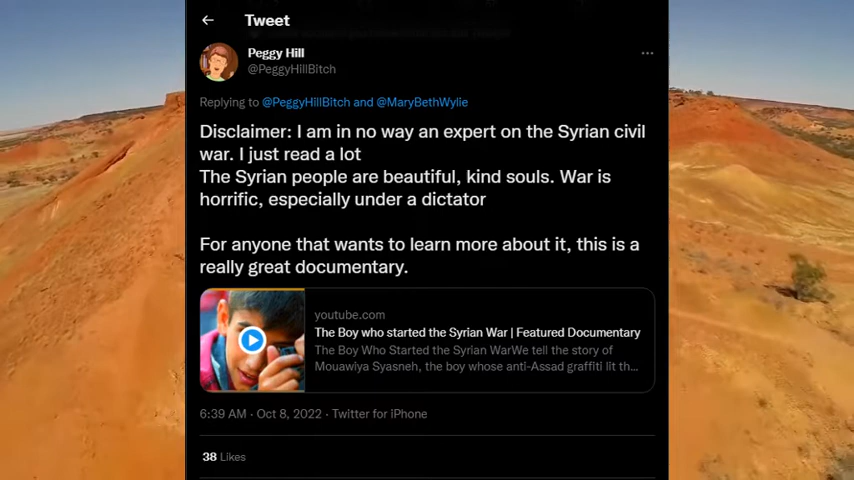 Tweet
Peggy Hill
@PeggyHillBitch
Replying to @PeggyHillBitch and @MaryBethWylie
Disclaimer: I am in no way an expert on the Syrian civil
war. I just read a lot
The Syrian people are beautiful, kind souls. War is
horrific, especially under a dictator
For anyone that wants to learn more about it, this is a
really great documentary.
youtube.com
The Boy who started the Syrian War | Featured Documentary
The Boy Who Started the Syrian WarWe tell the story of
Mouawiya Syasneh, the boy whose anti-Assad graffiti lit th...
6:39 AM · Oct 8, 2022 · Twitter for iPhone
38 Likes